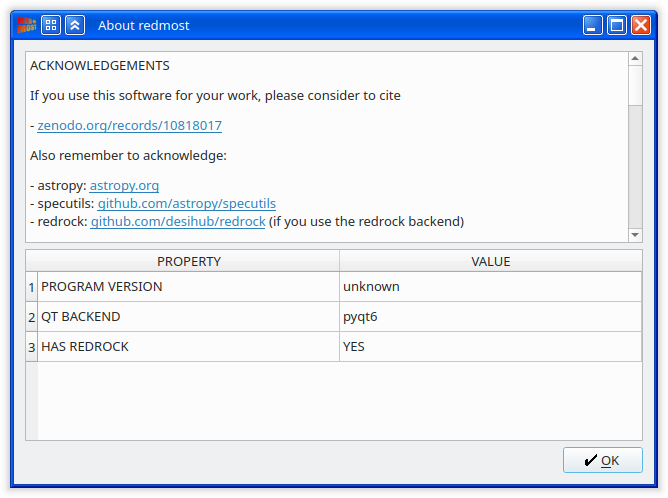 About redmost
ACKNOWLEDGEMENTS
If you use this software for your work, please consider to cite
- zenodo.org/records/10818017
Also remember to acknowledge:
- astropy: astropy.org
- specutils: github.com/astropy/specutils
- redrock: github.com/desihub/redrock (if you use the redrock backend)
PROPERTY VALUE
1 PROGRAM VERSION unknown
2 QT BACKEND pyqt6
3 HAS REDROCK YES
OK